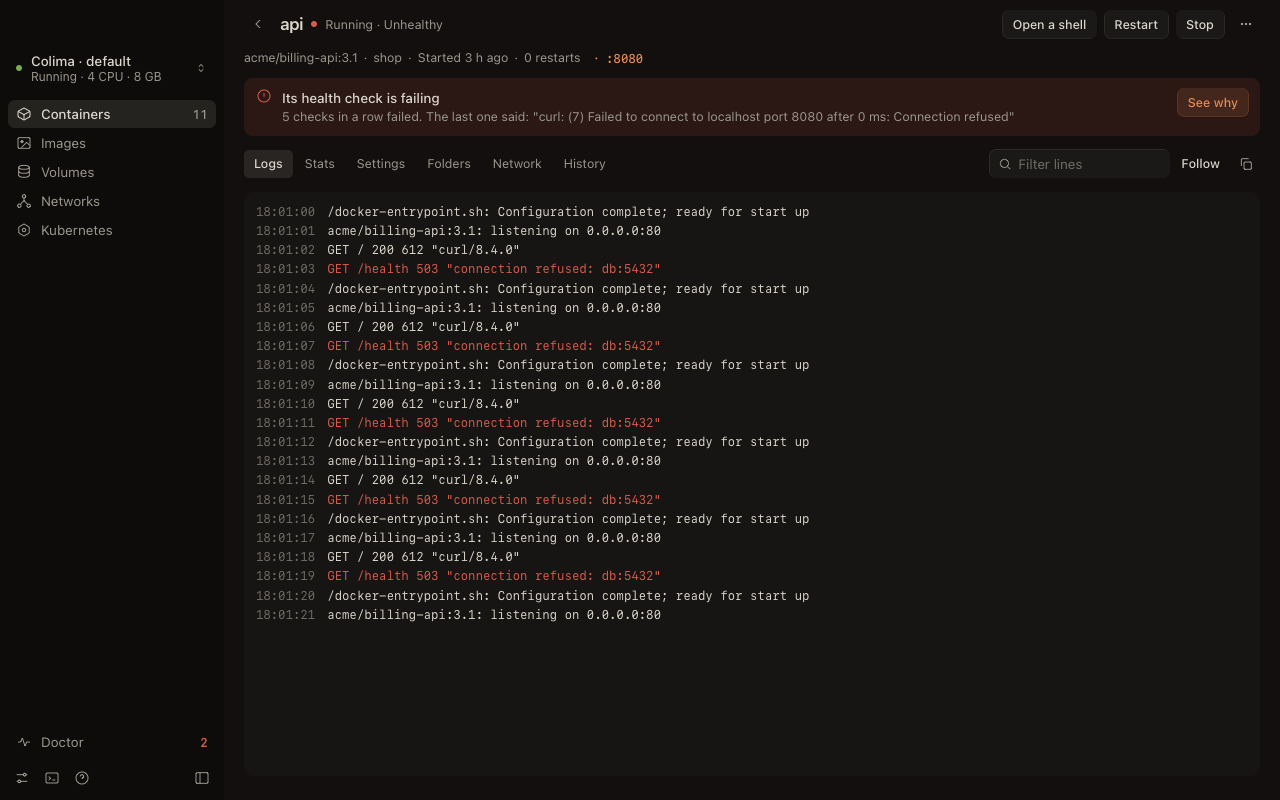 api Running · Unhealthy
Open a shell Restart Stop
Colima · default
Running · 4 CPU · 8 GB
acme/billing-api:3.1 · shop · Started 3 h ago · 0 restarts · :8080
Its health check is failing
5 checks in a row failed. The last one said: "curl: (7) Failed to connect to localhost port 8080 after 0 ms: Connection refused"
See why
Containers 11
Images
Volumes
Networks
Kubernetes
Logs Stats Settings Folders Network History
Filter lines Follow
18:01:00 /docker-entrypoint.sh: Configuration complete; ready for start up
18:01:01 acme/billing-api:3.1: listening on 0.0.0.0:80
18:01:02 GET / 200 612 "curl/8.4.0"
18:01:03 GET /health 503 "connection refused: db:5432"
18:01:04 /docker-entrypoint.sh: Configuration complete; ready for start up
18:01:05 acme/billing-api:3.1: listening on 0.0.0.0:80
18:01:06 GET / 200 612 "curl/8.4.0"
18:01:07 GET /health 503 "connection refused: db:5432"
18:01:08 /docker-entrypoint.sh: Configuration complete; ready for start up
18:01:09 acme/billing-api:3.1: listening on 0.0.0.0:80
18:01:10 GET / 200 612 "curl/8.4.0"
18:01:11 GET /health 503 "connection refused: db:5432"
18:01:12 /docker-entrypoint.sh: Configuration complete; ready for start up
18:01:13 acme/billing-api:3.1: listening on 0.0.0.0:80
18:01:14 GET / 200 612 "curl/8.4.0"
18:01:15 GET /health 503 "connection refused: db:5432"
18:01:16 /docker-entrypoint.sh: Configuration complete; ready for start up
18:01:17 acme/billing-api:3.1: listening on 0.0.0.0:80
18:01:18 GET / 200 612 "curl/8.4.0"
18:01:19 GET /health 503 "connection refused: db:5432"
18:01:20 /docker-entrypoint.sh: Configuration complete; ready for start up
18:01:21 acme/billing-api:3.1: listening on 0.0.0.0:80
Doctor 2